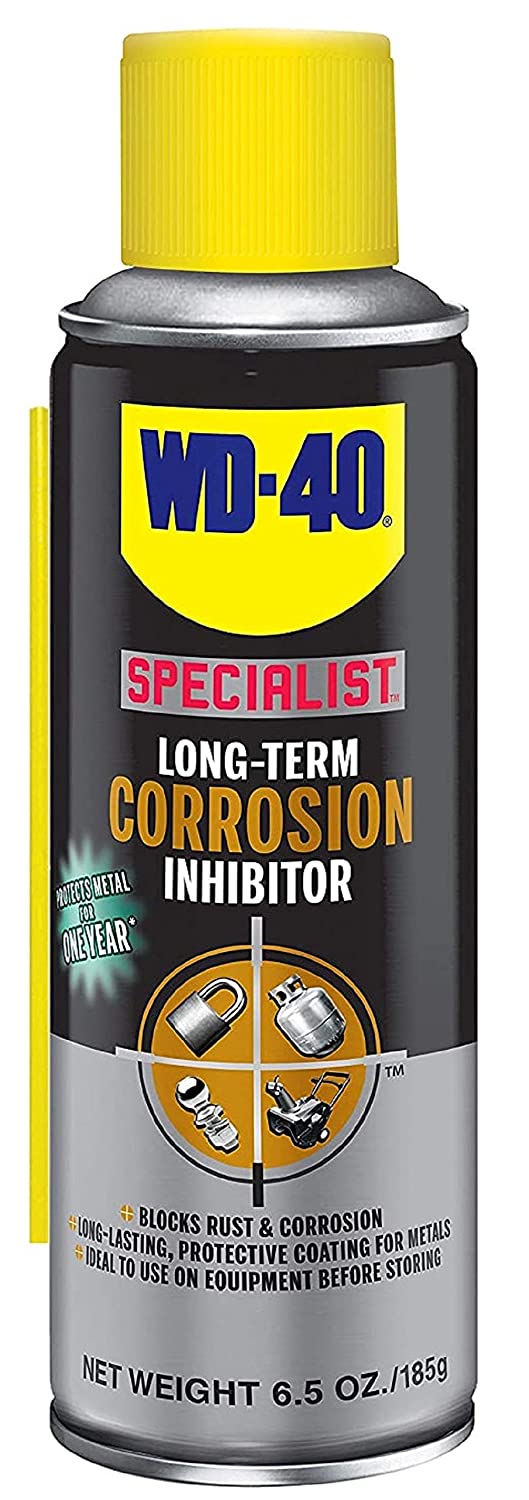 WD-40®
SPECIALIST™
LONG-TERM
CORROSION
INHIBITOR
PROTECTS METAL
FOR
ONE YEAR*
™
BLOCKS RUST & CORROSION
LONG-LASTING, PROTECTIVE COATING FOR METALS
IDEAL TO USE ON EQUIPMENT BEFORE STORING
NET WEIGHT 6.5 OZ./185g